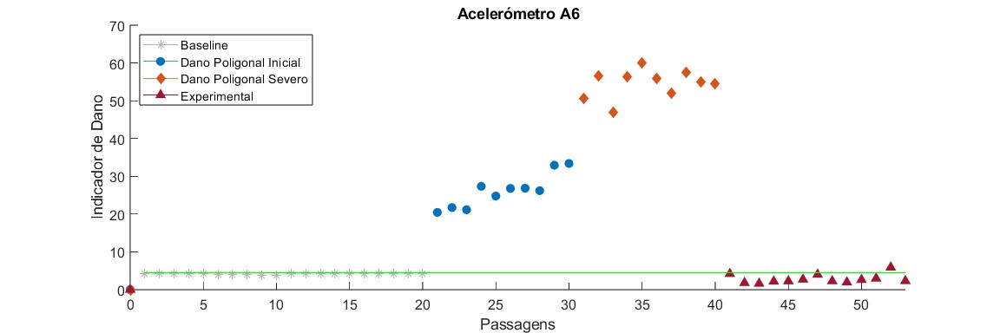 Acelerómetro A6
70
60
50
40
30
20
10
0
Indicador de Dano
Baseline
Dano Poligonal Inicial
Dano Poligonal Severo
Experimental
0 5 10 15 20 25 30 35 40 45 50
Passagens